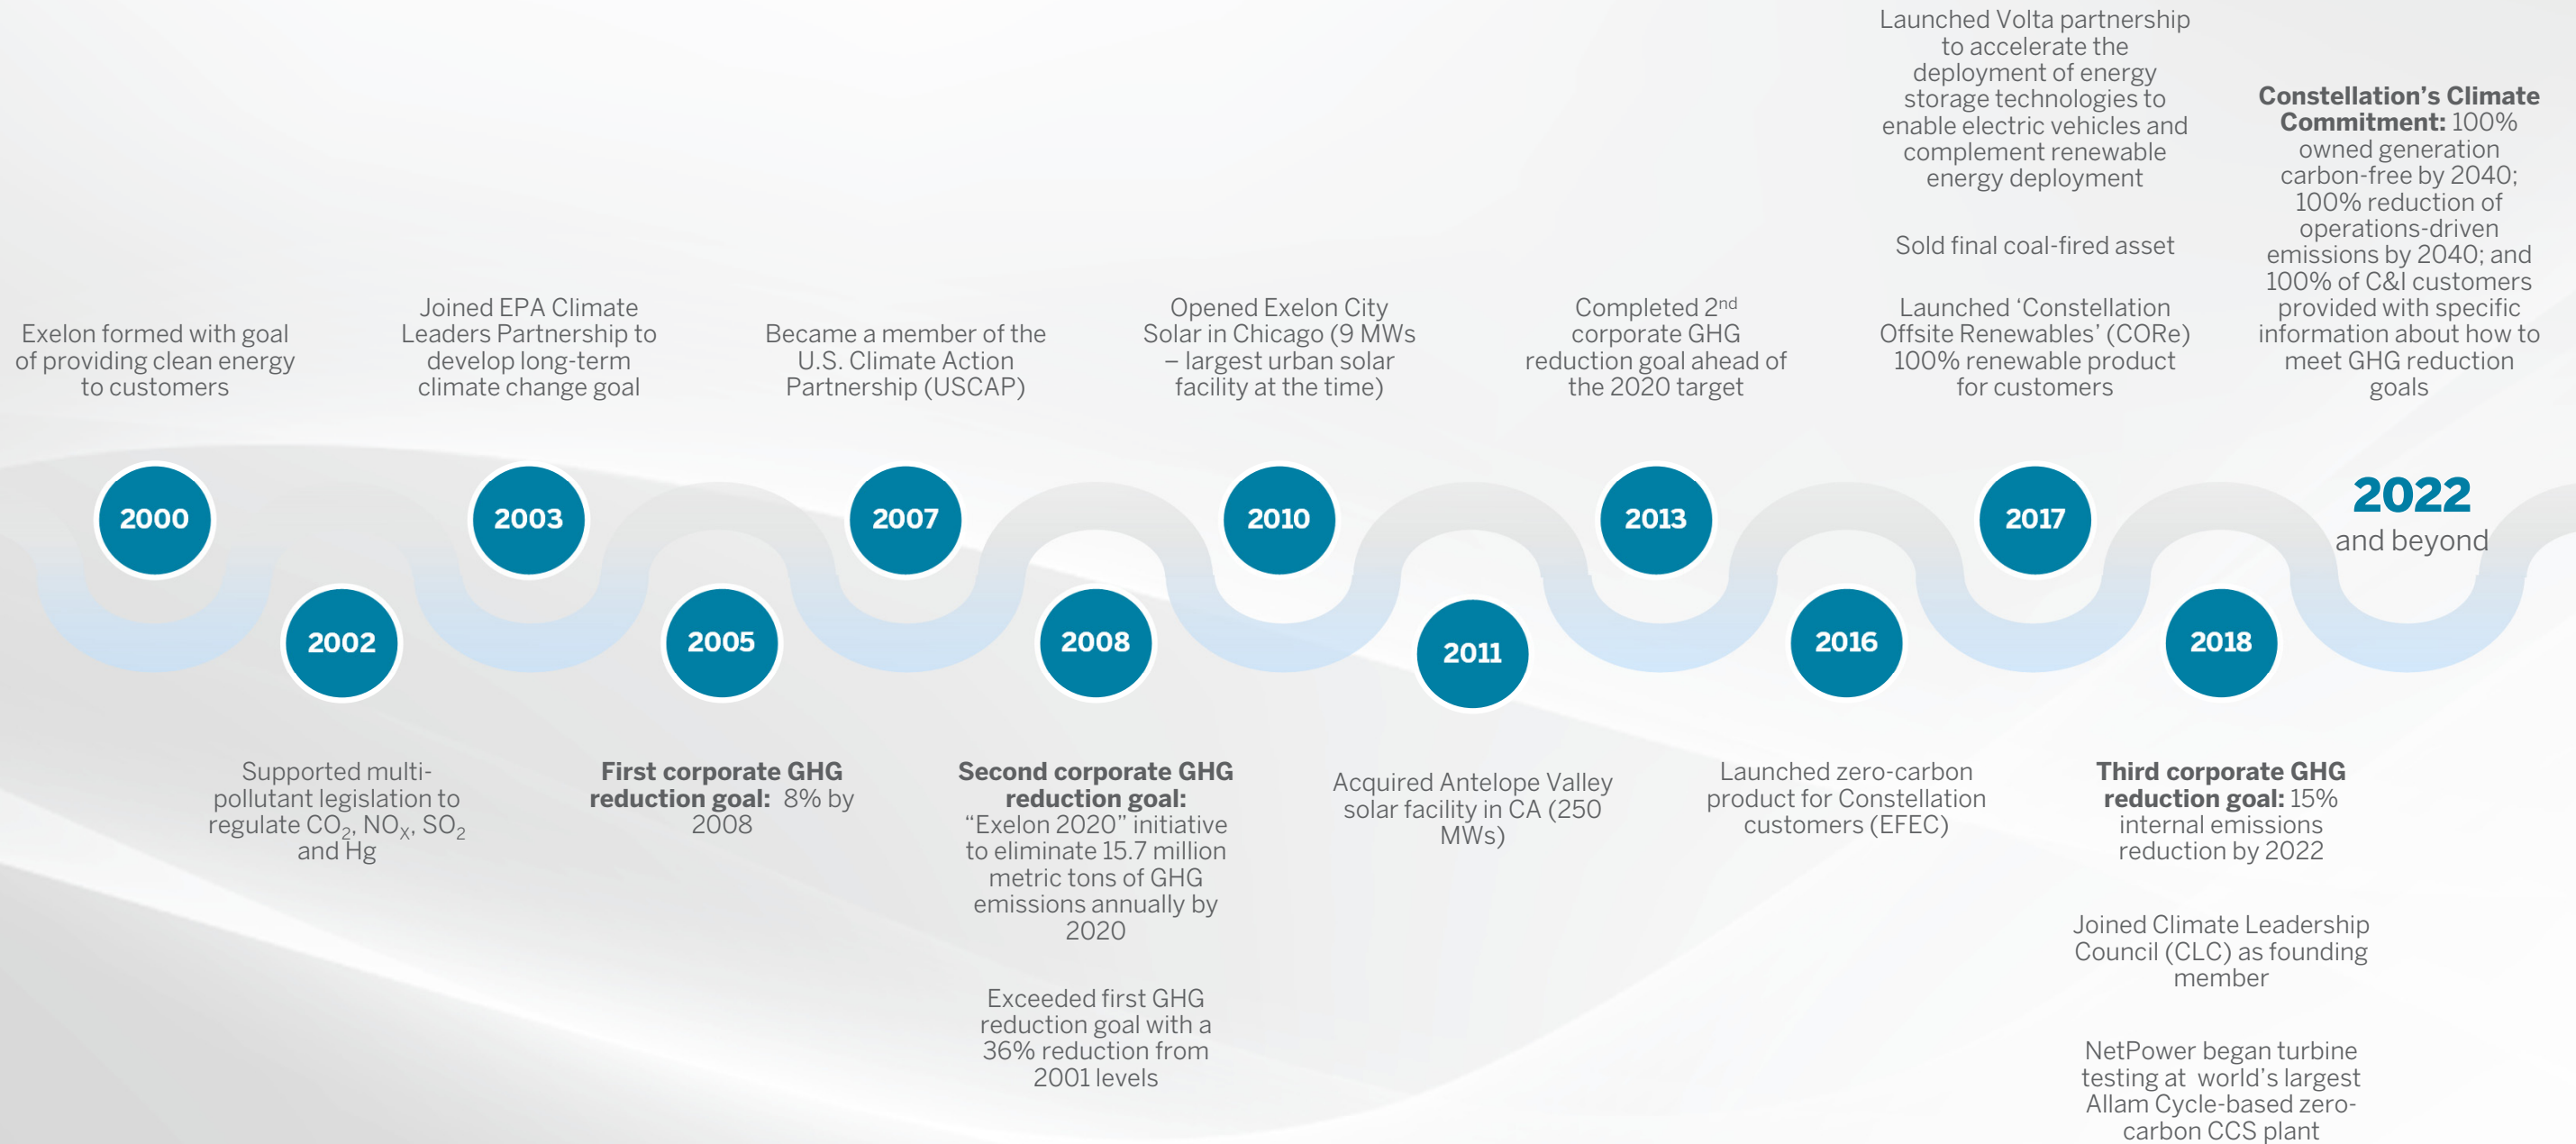 Exelon formed with goal
of providing clean energy
to customers
2000
2002
Supported multi-
pollutant legislation to
regulate CO₂, NOₓ, SO₂
and Hg
Joined EPA Climate
Leaders Partnership to
develop long-term
climate change goal
2003
2005
First corporate GHG
reduction goal: 8% by
2008
Became a member of the
U.S. Climate Action
Partnership (USCAP)
2007
2008
Second corporate GHG
reduction goal:
“Exelon 2020” initiative
to eliminate 15.7 million
metric tons of GHG
emissions annually by
2020
Exceeded first GHG
reduction goal with a
36% reduction from
2001 levels
Opened Exelon City
Solar in Chicago (9 MWs
– largest urban solar
facility at the time)
2010
2011
Acquired Antelope Valley
solar facility in CA (250
MWs)
Completed 2nd
corporate GHG
reduction goal ahead of
the 2020 target
2013
2016
Launched zero-carbon
product for Constellation
customers (EFEC)
Launched Volta partnership
to accelerate the
deployment of energy
storage technologies to
enable electric vehicles and
complement renewable
energy deployment
Sold final coal-fired asset
Launched ‘Constellation
Offsite Renewables’ (CORe)
100% renewable product
for customers
2017
2018
Third corporate GHG
reduction goal: 15%
internal emissions
reduction by 2022
Joined Climate Leadership
Council (CLC) as founding
member
NetPower began turbine
testing at world’s largest
Allam Cycle-based zero-
carbon CCS plant
Constellation’s Climate
Commitment: 100%
owned generation
carbon-free by 2040;
100% reduction of
operations-driven
emissions by 2040; and
100% of C&I customers
provided with specific
information about how to
meet GHG reduction
goals
2022
and beyond